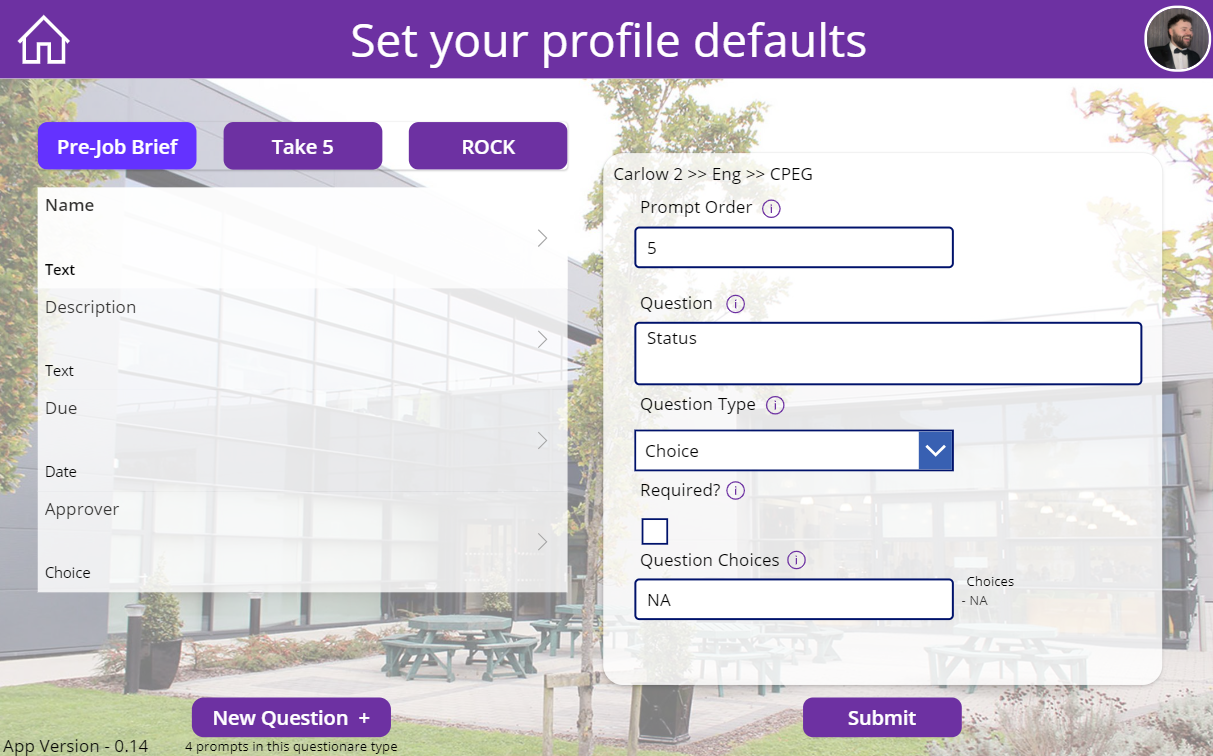 Set your profile defaults
Pre-Job Brief
Take 5
ROCK
Name
Text
Description
Text
Due
Date
Approver
Choice
Carlow 2 >> Eng >> CPEG
Prompt Order i
5
Question i
Status
Question Type i
Choice
Required? i
Question Choices i
NA
Choices
- NA
New Question +
Submit
App Version - 0.14
4 prompts in this questionare type